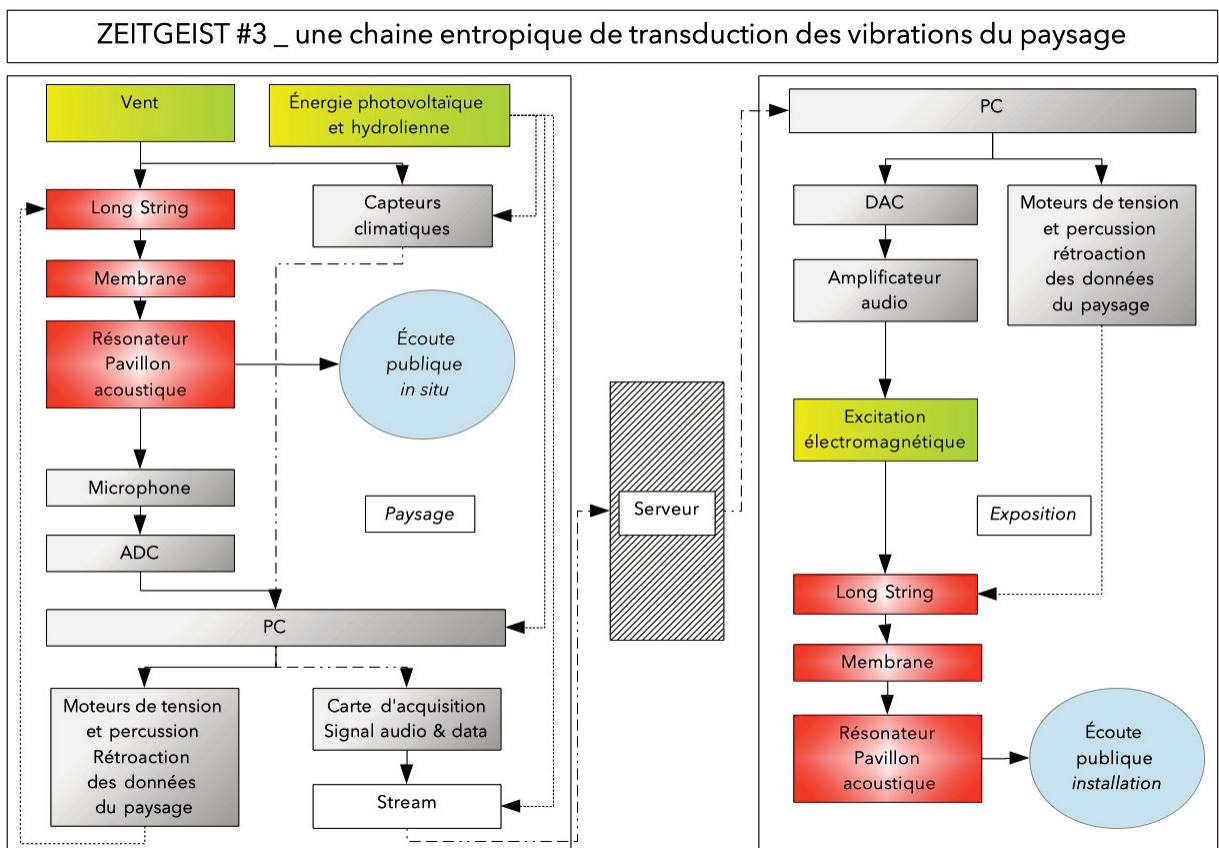 ZEITGEIST #3 _ une chaine entropique de transduction des vibrations du paysage
Vent
Énergie photovoltaïque
et hydrolienne
Long String
Capteurs
climatiques
Membrane
Résonateur
Pavillon
acoustique
Écoute
publique
in situ
Microphone
Paysage
ADC
PC
Moteurs de tension
et percussion
Rétroaction
des données
du paysage
Carte d'acquisition
Signal audio & data
Stream
Serveur
PC
DAC
Moteurs de tension
et percussion
rétroaction
des données
du paysage
Amplificateur
audio
Excitation
électromagnétique
Exposition
Long String
Membrane
Résonateur
Pavillon
acoustique
Écoute
publique
installation